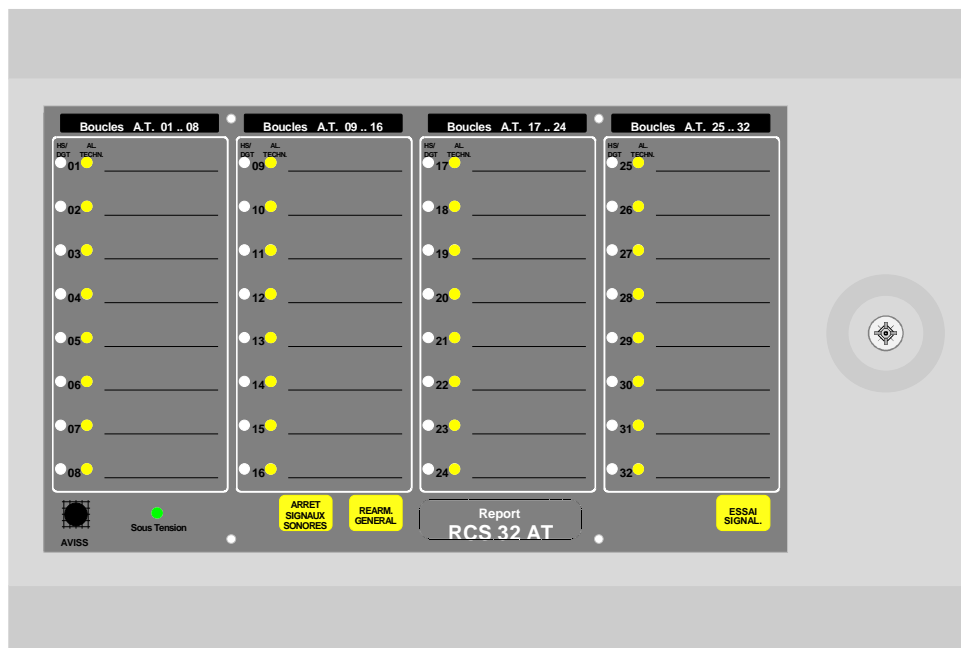 Boucles A.T. 01 .. 08
HS/ AL.
DGT TECHN.
01
02
03
04
05
06
07
08
Boucles A.T. 09 .. 16
HS/ AL.
DGT TECHN.
09
10
11
12
13
14
15
16
Boucles A.T. 17 .. 24
HS/ AL.
DGT TECHN.
17
18
19
20
21
22
23
24
Boucles A.T. 25 .. 32
HS/ AL.
DGT TECHN.
25
26
27
28
29
30
31
32
AVISS
Sous Tension
ARRET
SIGNAUX
SONORES
REARM.
GENERAL
Report
RCS 32 AT
ESSAI
SIGNAL.